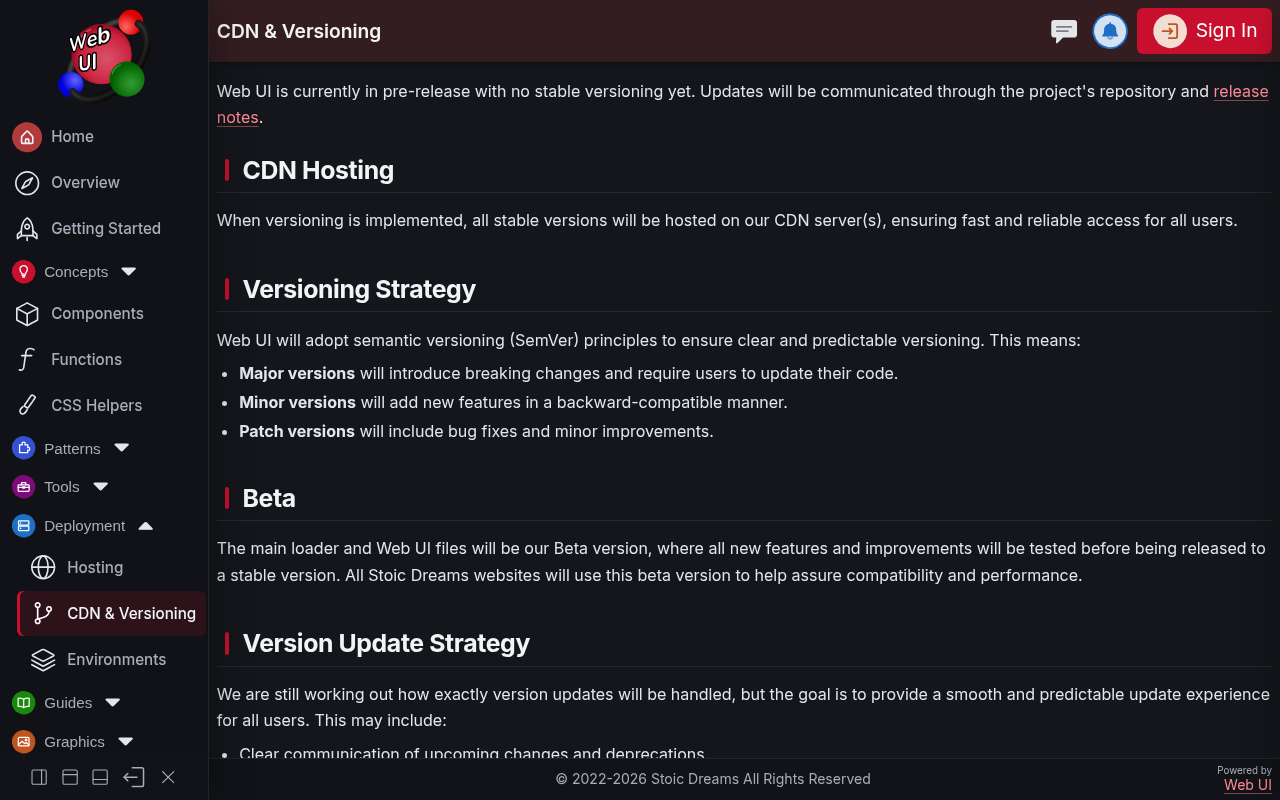 Web
UI
Home
Overview
Getting Started
Concepts
Components
Functions
CSS Helpers
Patterns
Tools
Deployment
Hosting
CDN & Versioning
Environments
Guides
Graphics
CDN & Versioning
Sign In
Web UI is currently in pre-release with no stable versioning yet. Updates will be communicated through the project's repository and release
notes.
CDN Hosting
When versioning is implemented, all stable versions will be hosted on our CDN server(s), ensuring fast and reliable access for all users.
Versioning Strategy
Web UI will adopt semantic versioning (SemVer) principles to ensure clear and predictable versioning. This means:
• Major versions will introduce breaking changes and require users to update their code.
• Minor versions will add new features in a backward-compatible manner.
• Patch versions will include bug fixes and minor improvements.
Beta
The main loader and Web UI files will be our Beta version, where all new features and improvements will be tested before being released to
a stable version. All Stoic Dreams websites will use this beta version to help assure compatibility and performance.
Version Update Strategy
We are still working out how exactly version updates will be handled, but the goal is to provide a smooth and predictable update experience
for all users. This may include:
• Clear communication of upcoming changes and deprecations
© 2022-2026 Stoic Dreams All Rights Reserved
Powered by
Web UI